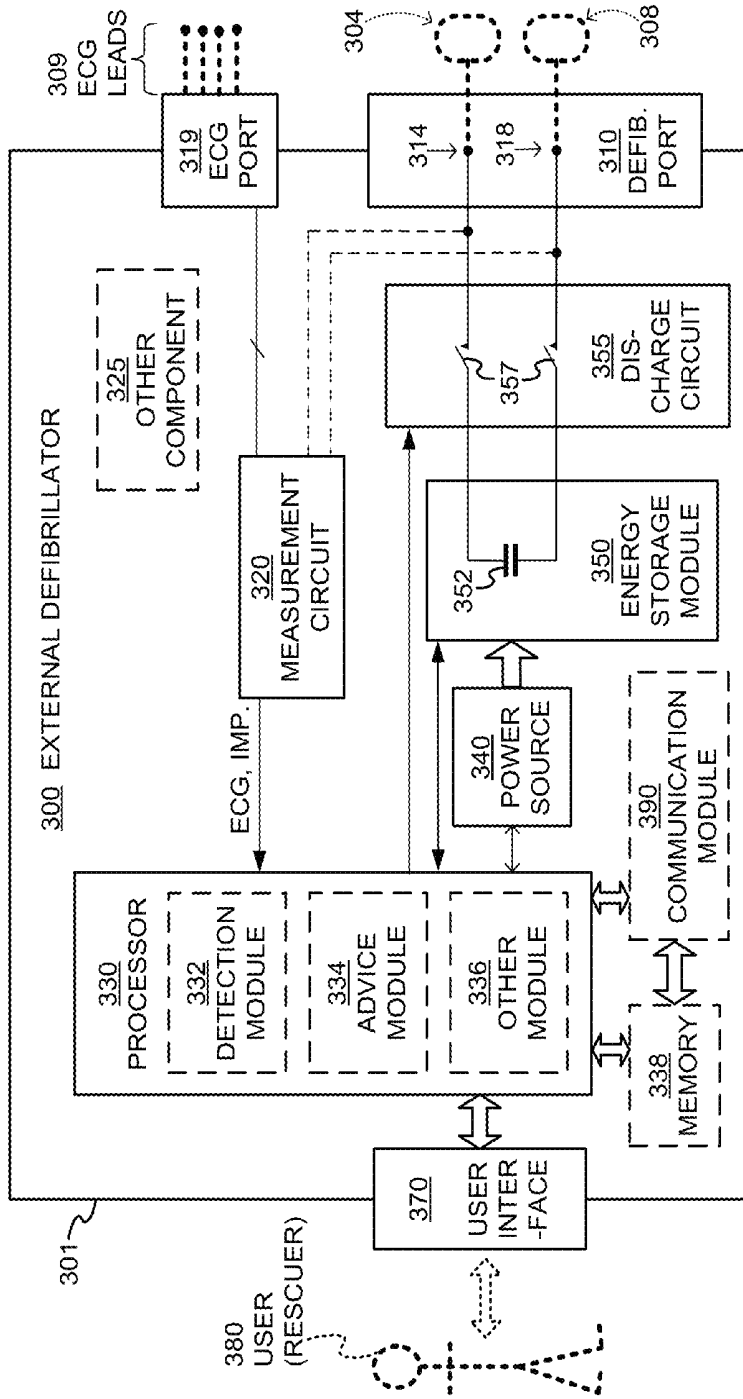 300 EXTERNAL DEFIBRILLATOR
301
309
ECG
LEADS
319
ECG
PORT
325
OTHER
COMPONENT
304
308
314
318
310
DEFIB.
PORT
320
MEASUREMENT
CIRCUIT
ECG, IMP.
357
355
DIS-
CHARGE
CIRCUIT
352
350
ENERGY
STORAGE
MODULE
340
POWER
SOURCE
330
PROCESSOR
332
DETECTION
MODULE
334
ADVICE
MODULE
336
OTHER
MODULE
338
MEMORY
390
COMMUNICATION
MODULE
370
USER
INTER
-FACE
380
USER
(RESCUER)